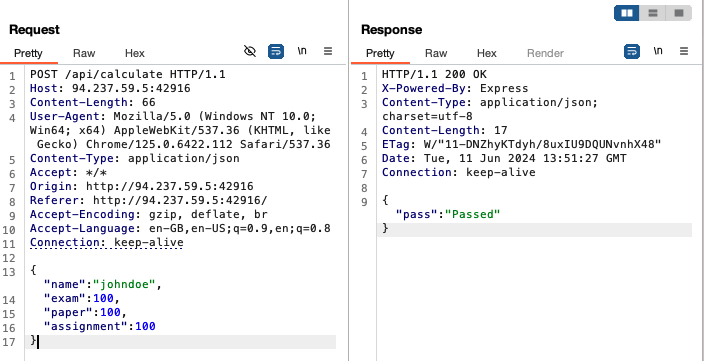 Request
Pretty Raw Hex \n
1 POST /api/calculate HTTP/1.1
2 Host: 94.237.59.5:42916
3 Content-Length: 66
4 User-Agent: Mozilla/5.0 (Windows NT 10.0;
Win64; x64) AppleWebKit/537.36 (KHTML, like
Gecko) Chrome/125.0.6422.112 Safari/537.36
5 Content-Type: application/json
6 Accept: */*
7 Origin: http://94.237.59.5:42916
8 Referer: http://94.237.59.5:42916/
9 Accept-Encoding: gzip, deflate, br
10 Accept-Language: en-GB,en-US;q=0.9,en;q=0.8
11 Connection: keep-alive
12
13 {
"name":"johndoe",
14 "exam":100,
15 "paper":100,
16 "assignment":100
17 }
Response
Pretty Raw Hex Render \n
1 HTTP/1.1 200 OK
2 X-Powered-By: Express
3 Content-Type: application/json;
charset=utf-8
4 Content-Length: 17
5 ETag: W/"11-DNZhyKTdyh/8uxIU9DQUNvnhX48"
6 Date: Tue, 11 Jun 2024 13:51:27 GMT
7 Connection: keep-alive
8
9 {
"pass":"Passed"
}